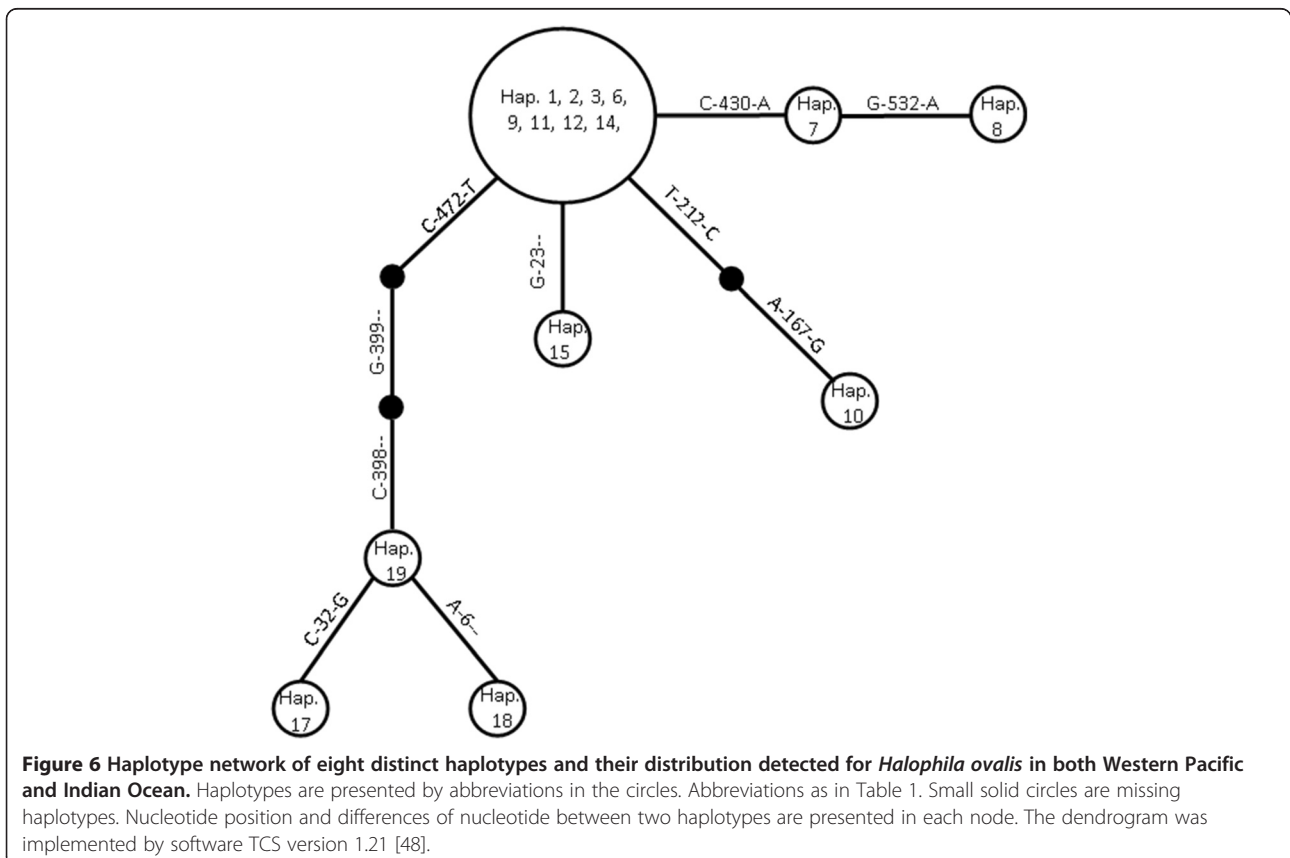 Hap. 1, 2, 3, 6,
9, 11, 12, 14,
C-430-A
Hap.
7
G-532-A
Hap.
8
C-472-T
G-23--
T-212-C
Hap.
15
A-167-G
Hap.
10
G-399--
C-398--
Hap.
19
C-32-G
A-6--
Hap.
17
Hap.
18
Figure 6 Haplotype network of eight distinct haplotypes and their distribution detected for Halophila ovalis in both Western Pacific
and Indian Ocean. Haplotypes are presented by abbreviations in the circles. Abbreviations as in Table 1. Small solid circles are missing
haplotypes. Nucleotide position and differences of nucleotide between two haplotypes are presented in each node. The dendrogram was
implemented by software TCS version 1.21 [48].